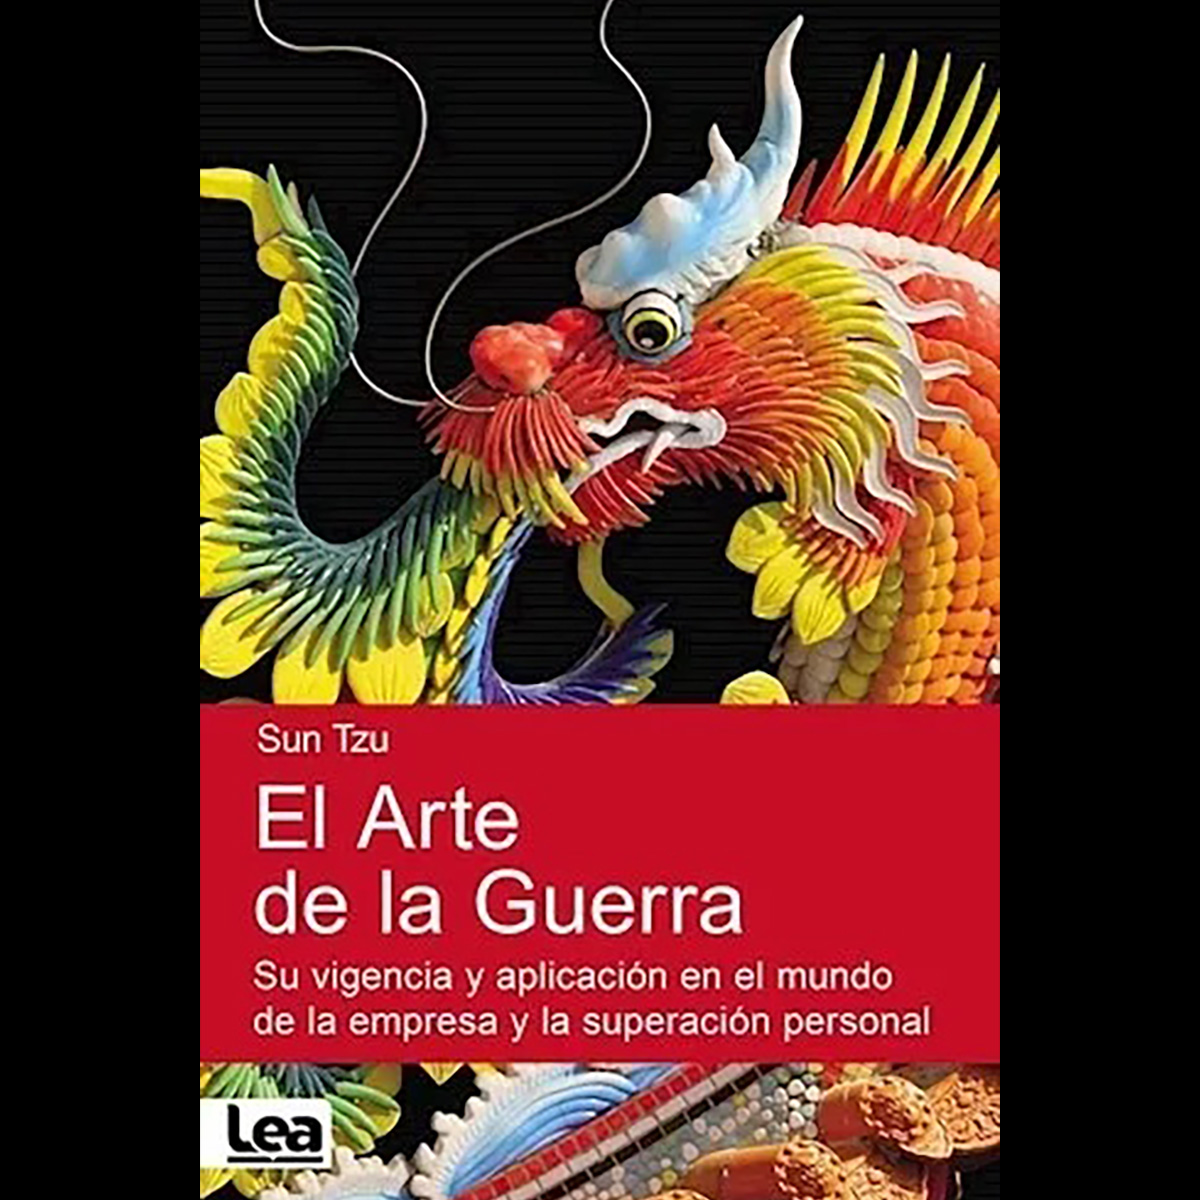 Sun Tzu
El Arte
de la Guerra
Su vigencia y aplicación en el mundo
de la empresa y la superación personal
Lea